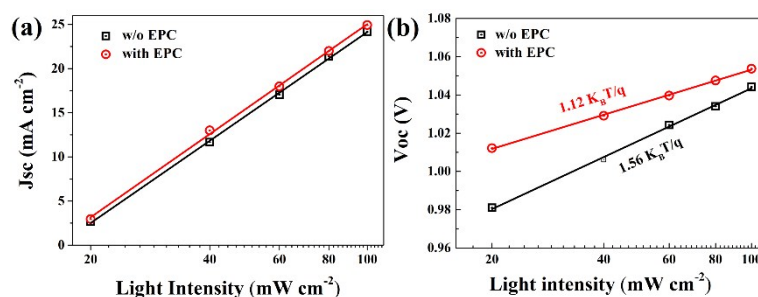 (a)
w/o EPC
with EPC
Jsc (mA cm-2)
25
20
15
10
5
0
20
40
60
80
100
Light Intensity (mW cm-2)
(b)
w/o EPC
with EPC
Voc (V)
1.08
1.06
1.04
1.02
1.00
0.98
0.96
1.12 KBT/q
1.56 KBT/q
20
40
60
80
100
Light intensity (mW cm-2)